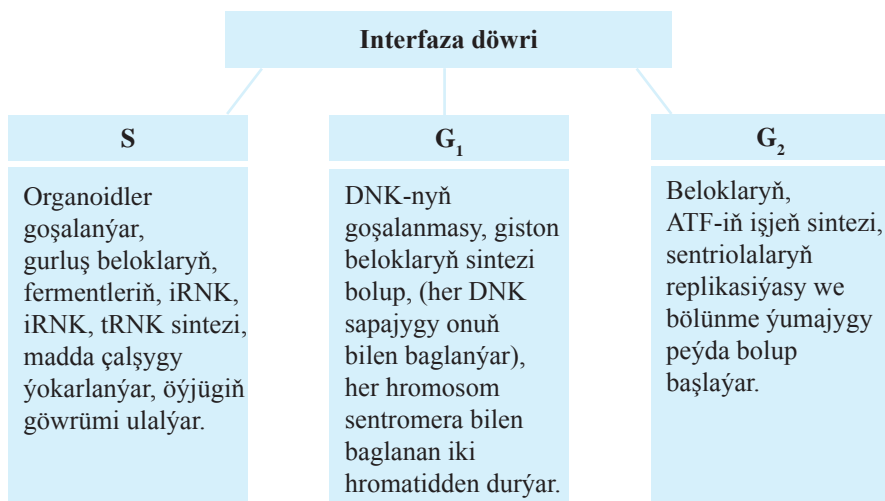 Interfaza döwri
S
Organoidler
goşalanýar,
gurluş beloklaryň,
fermentleriň, iRNK,
iRNK, tRNK sintezi,
madda çalşygy
ýokarlanýar, öýjügiň
göwrümi ulalýar.
G₁
DNK-nyň
goşalanmasy, giston
beloklaryň sintezi
bolup, (her DNK
sapajygy onuň
bilen baglanýar),
her hromosom
sentromera bilen
baglanan iki
hromatidden durýar.
G₂
Beloklaryň,
ATF-iň işjeň sintezi,
sentriolalaryň
replikasiýasy we
bölünme ýumajygy
peýda bolup
başlaýar.